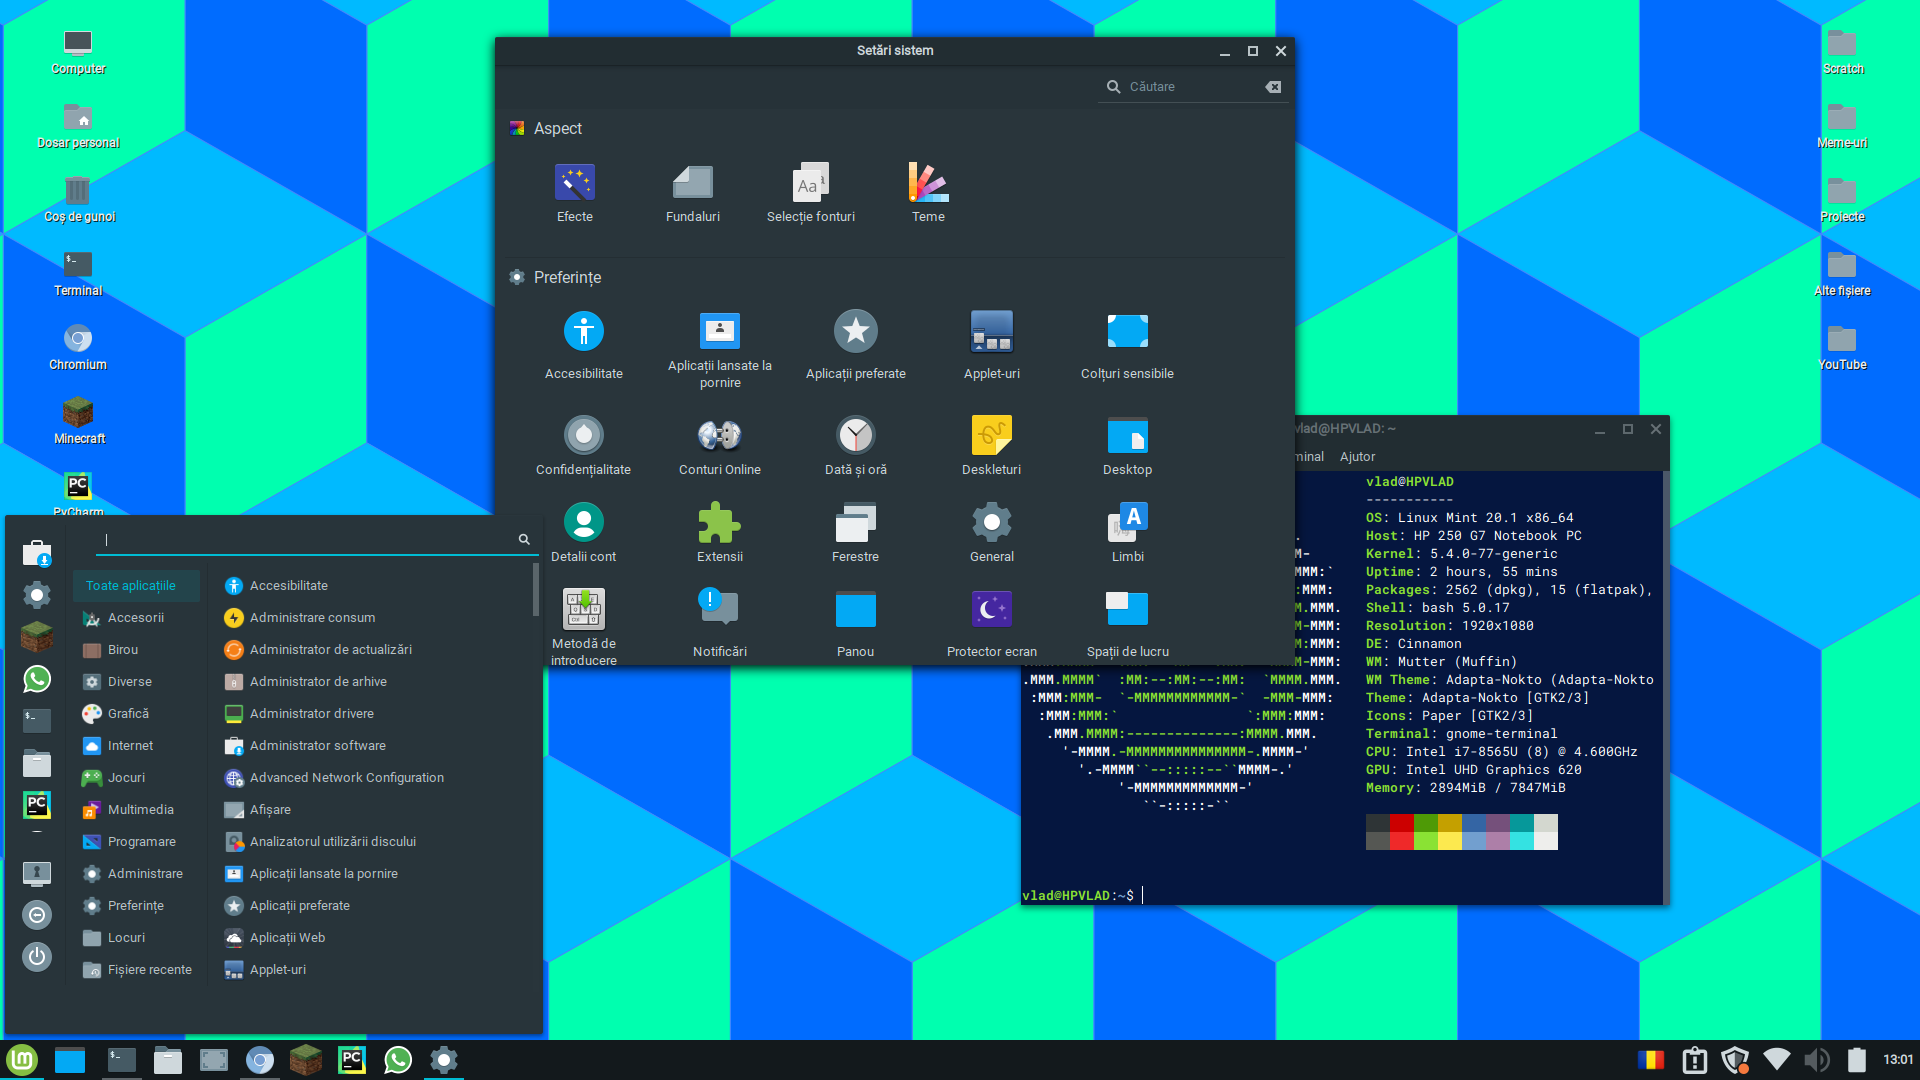 Computer
Dosar personal
Coș de gunoi
Terminal
Chromium
Minecraft
PyCharm
Scratch
Meme-uri
Proiecte
Alte fișiere
YouTube
Setări sistem
Căutare
Aspect
Efecte
Fundaluri
Selecție fonturi
Teme
Preferințe
Accesibilitate
Aplicații lansate la
pornire
Aplicații preferate
Applet-uri
Colțuri sensibile
Confidențialitate
Conturi Online
Dată și oră
Deskleturi
Desktop
Detalii cont
Extensii
Ferestre
General
Limbi
Metodă de
introducere
Notificări
Panou
Protector ecran
Spații de lucru
vlad@HPVLAD: ~
minal Ajutor
vlad@HPVLAD
-----------
OS: Linux Mint 20.1 x86_64
Host: HP 250 G7 Notebook PC
Kernel: 5.4.0-77-generic
Uptime: 2 hours, 55 mins
Packages: 2562 (dpkg), 15 (flatpak),
Shell: bash 5.0.17
Resolution: 1920x1080
DE: Cinnamon
WM: Mutter (Muffin)
WM Theme: Adapta-Nokto (Adapta-Nokto
Theme: Adapta-Nokto [GTK2/3]
Icons: Paper [GTK2/3]
Terminal: gnome-terminal
CPU: Intel i7-8565U (8) @ 4.600GHz
GPU: Intel UHD Graphics 620
Memory: 2894MiB / 7847MiB
vlad@HPVLAD:~$
Toate aplicațiile
Accesorii
Birou
Diverse
Grafică
Internet
Jocuri
Multimedia
Programare
Administrare
Preferințe
Locuri
Fișiere recente
Accesibilitate
Administrare consum
Administrator de actualizări
Administrator de arhive
Administrator drivere
Administrator software
Advanced Network Configuration
Afișare
Analizatorul utilizării discului
Aplicații lansate la pornire
Aplicații preferate
Aplicații Web
Applet-uri
13:01